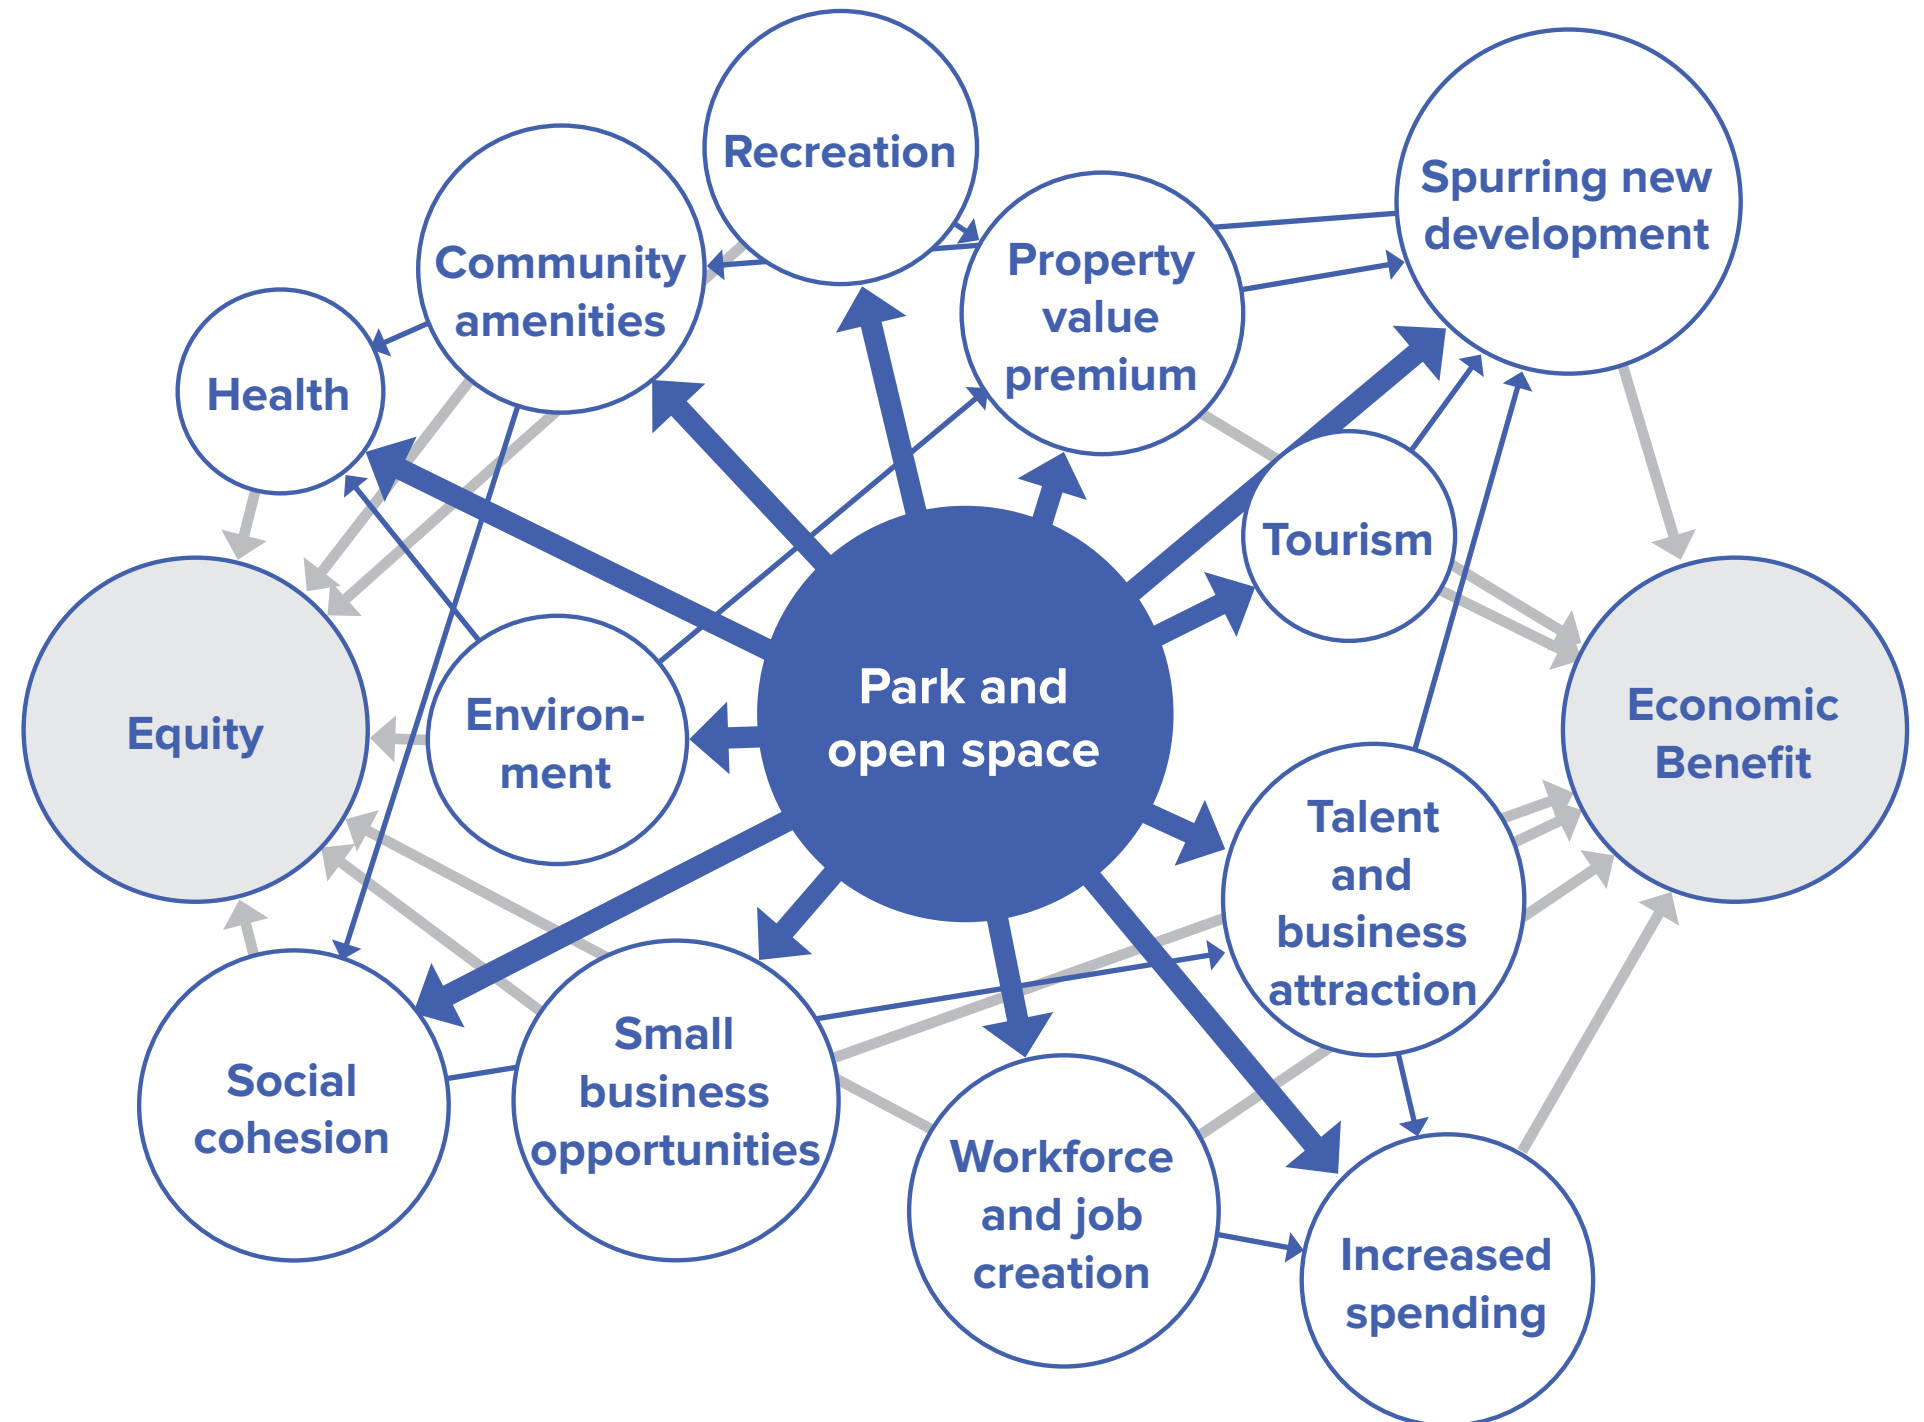 Recreation
Spurring new
development
Community
amenities
Property
value
premium
Health
Tourism
Park and
open space
Environ-
ment
Equity
Economic
Benefit
Talent
and
business
attraction
Small
business
opportunities
Social
cohesion
Workforce
and job
creation
Increased
spending